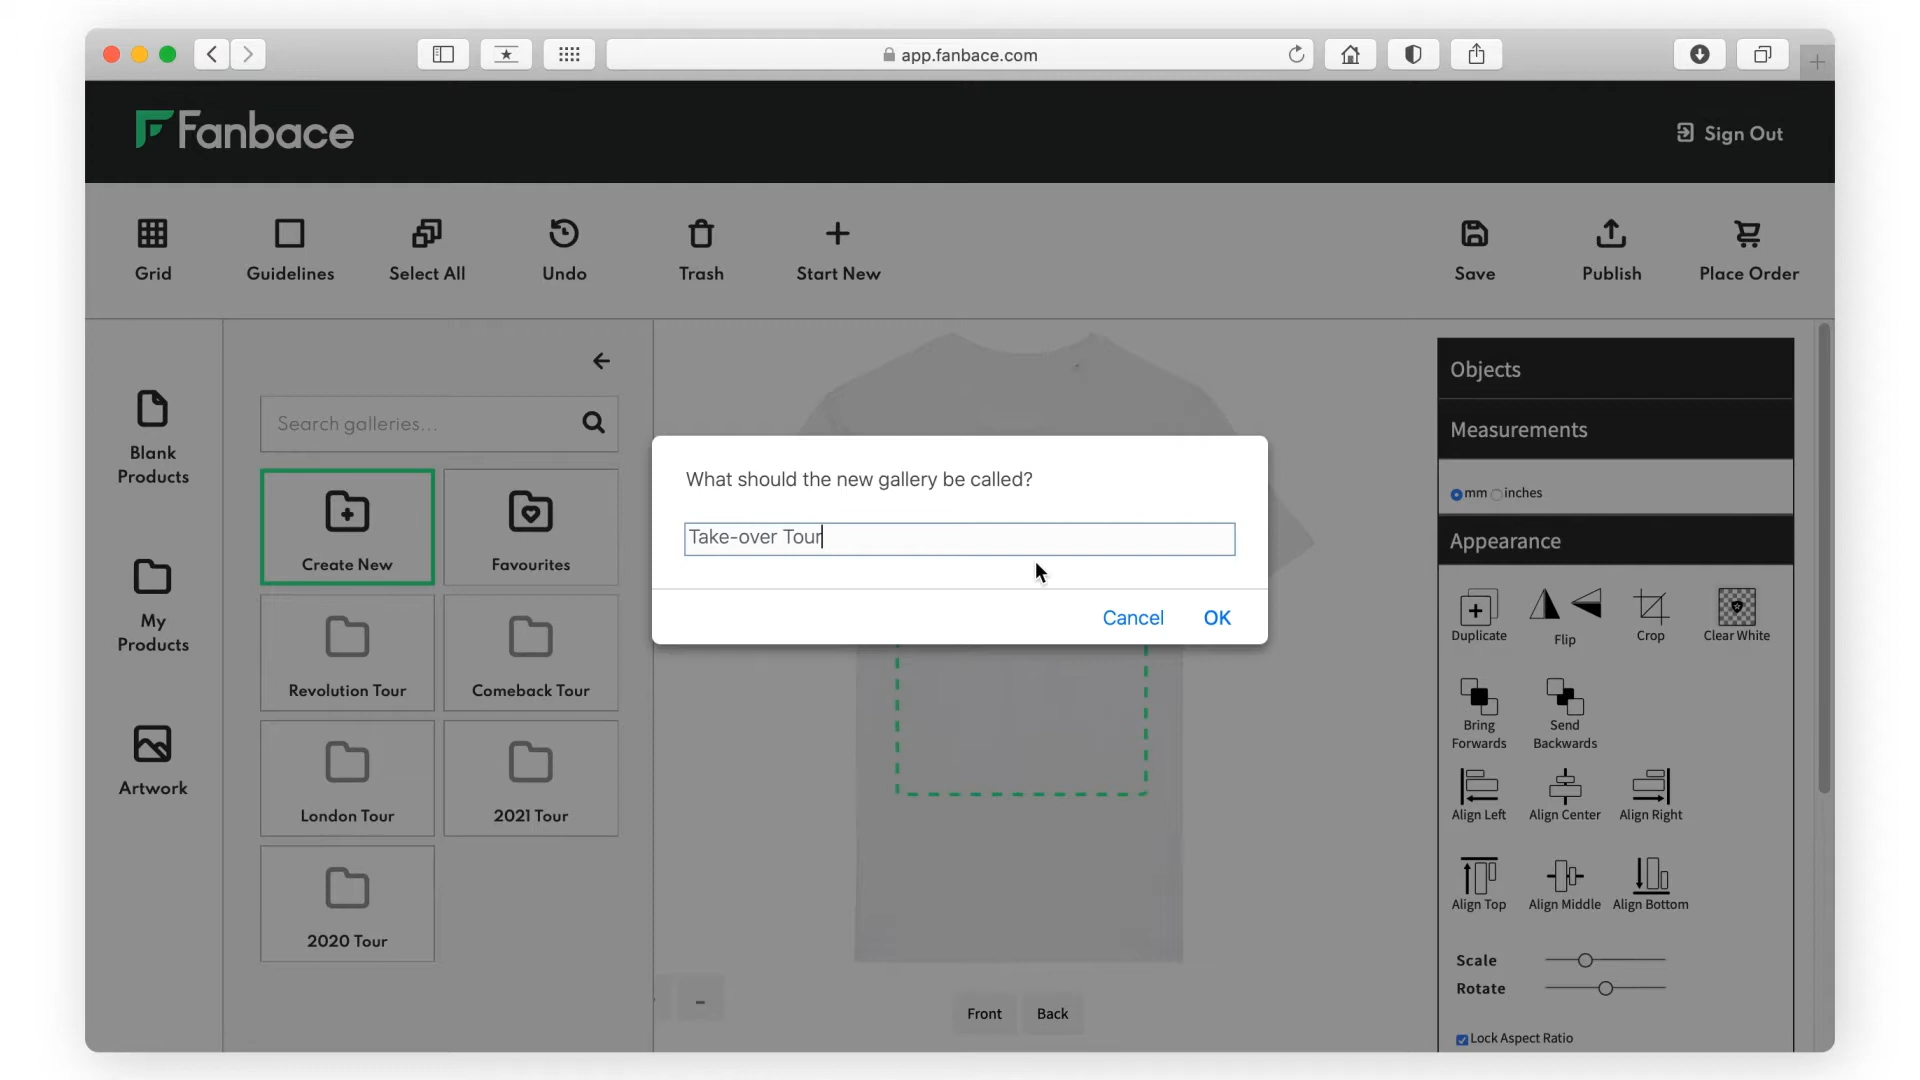 app.fanbace.com
Fanbace
Sign Out
Grid
Guidelines
Select All
Undo
Trash
Start New
Save
Publish
Place Order
Blank
Products
My
Products
Artwork
Search galleries...
Create New
Favourites
Revolution Tour
Comeback Tour
London Tour
2021 Tour
2020 Tour
What should the new gallery be called?
Take-over Tour
Cancel
OK
Front
Back
Objects
Measurements
mm
inches
Appearance
Duplicate
Flip
Crop
Clear White
Bring
Forwards
Send
Backwards
Align Left
Align Center
Align Right
Align Top
Align Middle
Align Bottom
Scale
Rotate
Lock Aspect Ratio